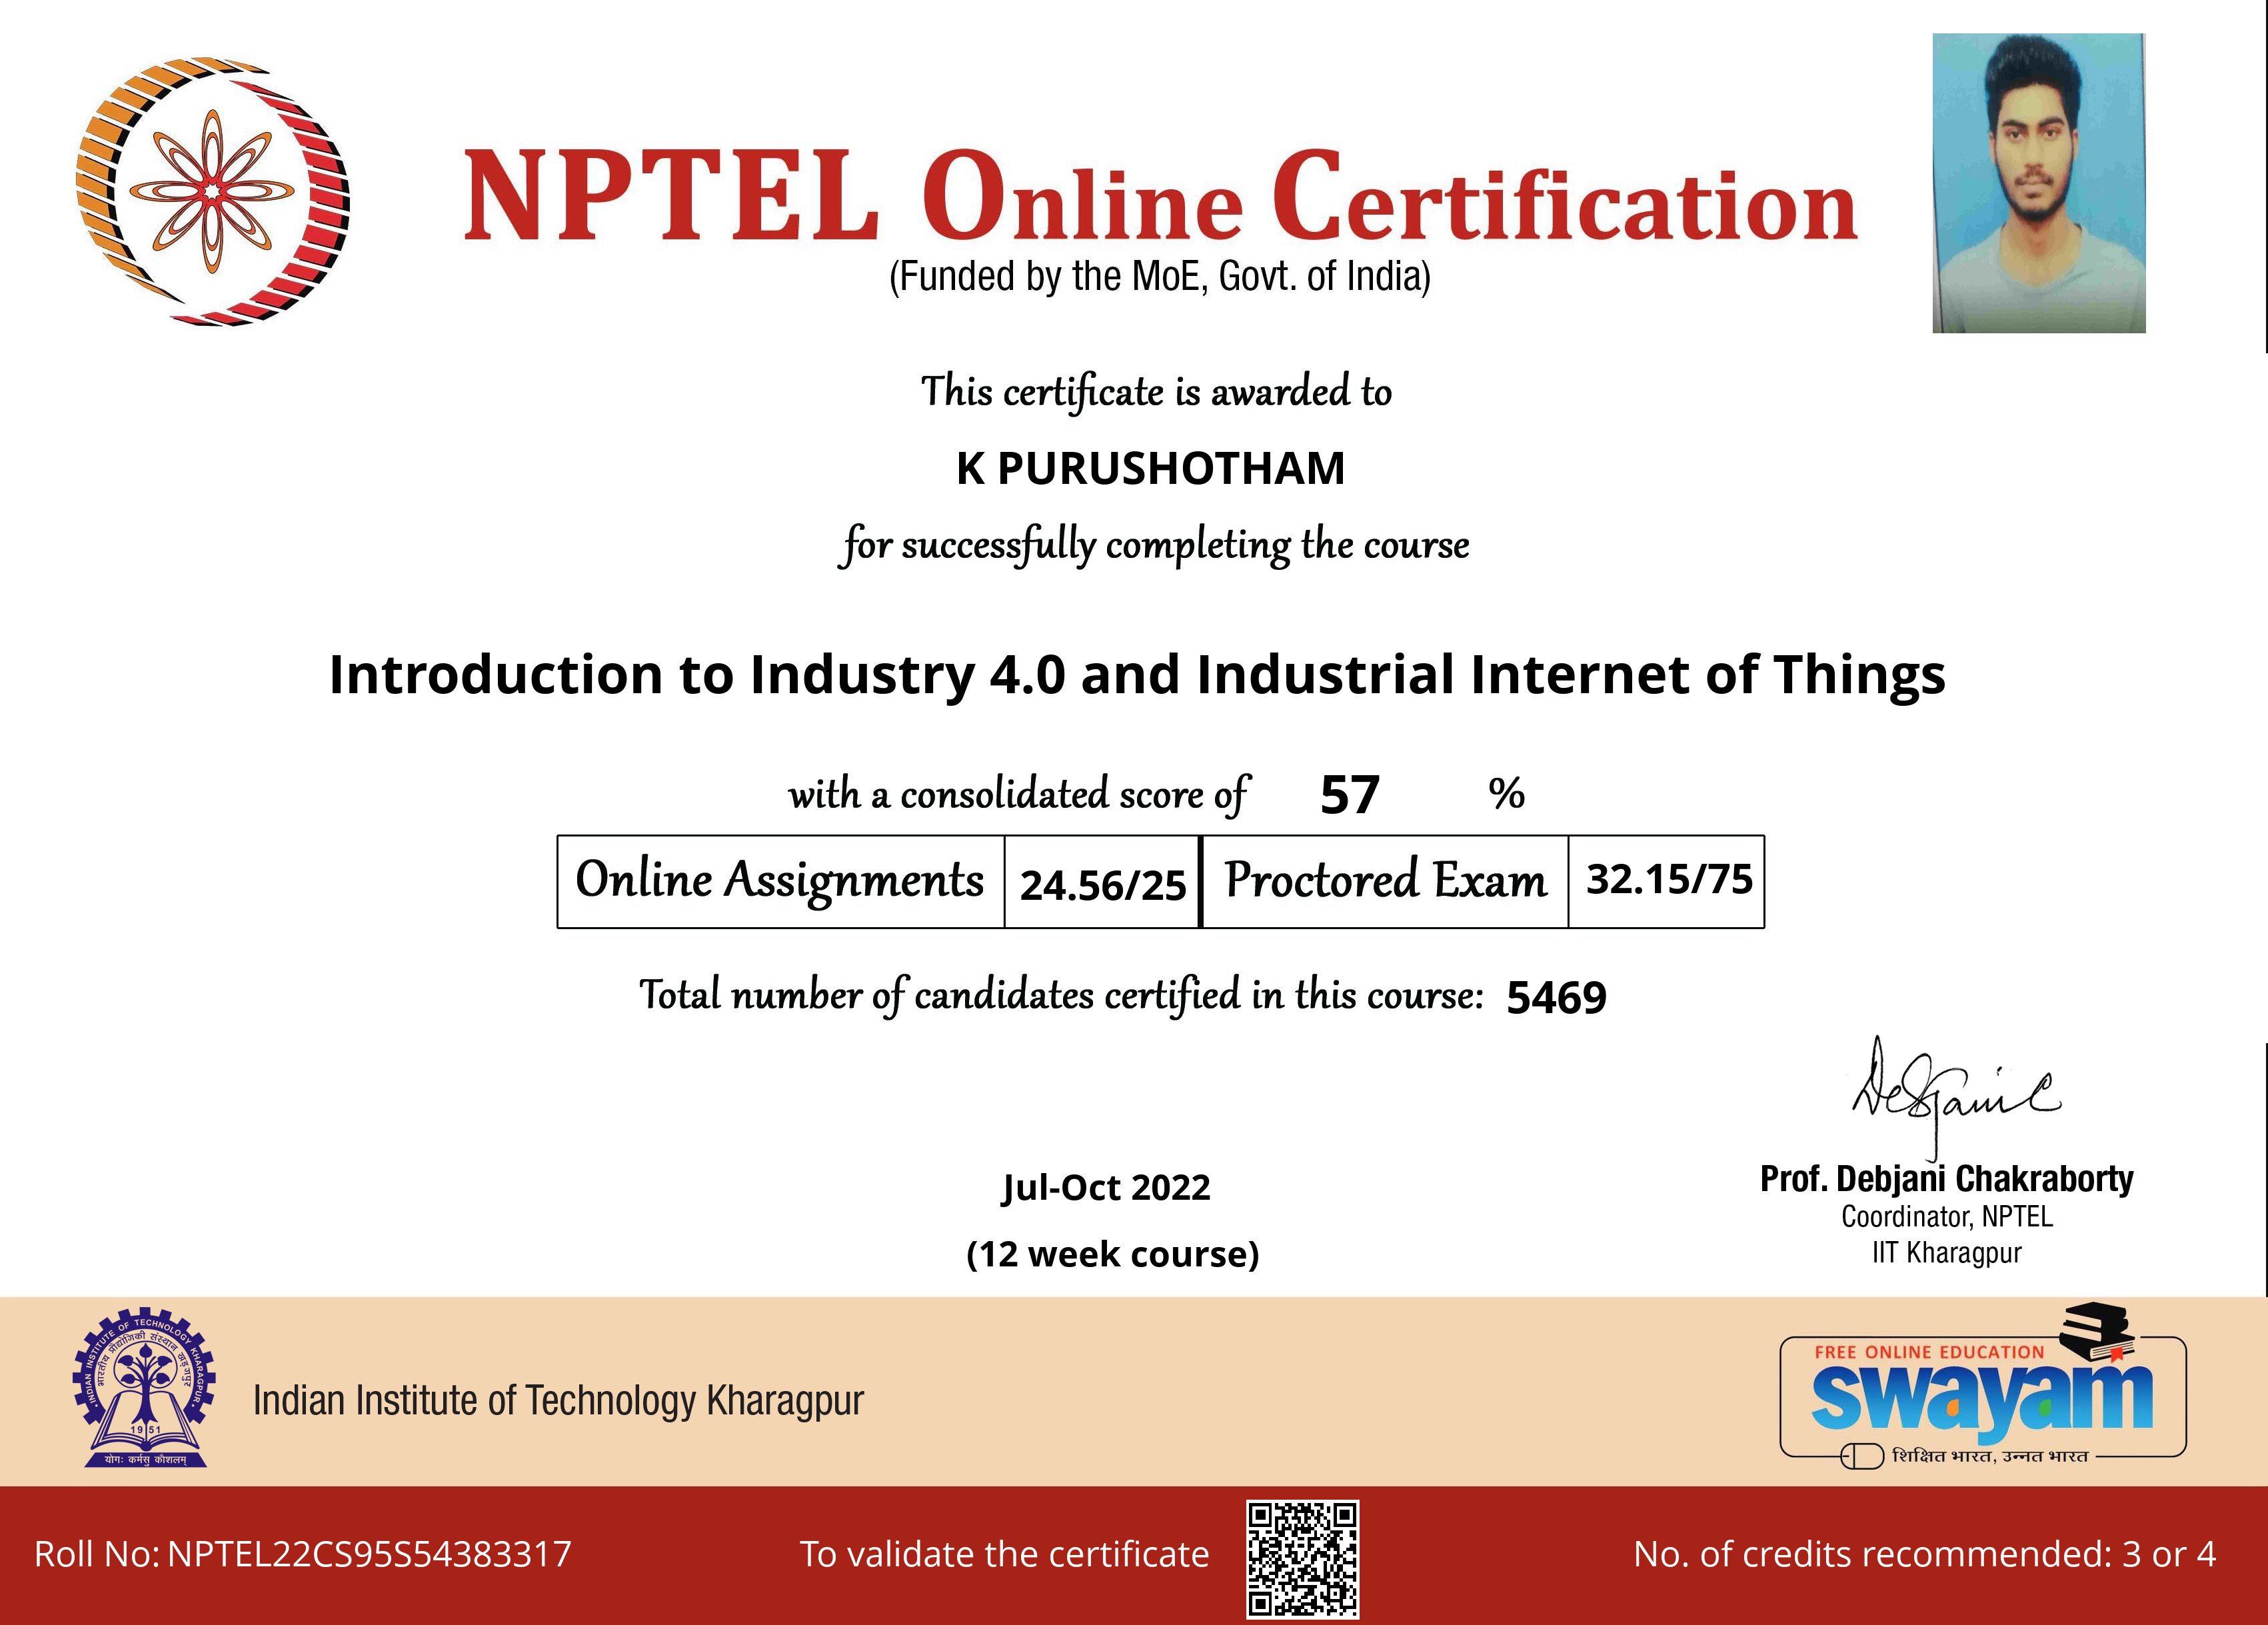 NPTEL Online Certification
(Funded by the MoE, Govt. of India)
This certificate is awarded to
K PURUSHOTHAM
for successfully completing the course
Introduction to Industry 4.0 and Industrial Internet of Things
with a consolidated score of 57 %
Online Assignments 24.56/25 Proctored Exam 32.15/75
Total number of candidates certified in this course: 5469
Debjani C
Jul-Oct 2022
(12 week course)
Prof. Debjani Chakraborty
Coordinator, NPTEL
IIT Kharagpur
INDIAN INSTITUTE OF TECHNOLOGY KHARAGPUR
भारतीय प्रौद्योगिकी संस्थान खड़गपुर
1951
योगः कर्मसु कौशलम्
Indian Institute of Technology Kharagpur
FREE ONLINE EDUCATION
swayam
शिक्षित भारत, उन्नत भारत
Roll No: NPTEL22CS95S54383317
To validate the certificate
No. of credits recommended: 3 or 4